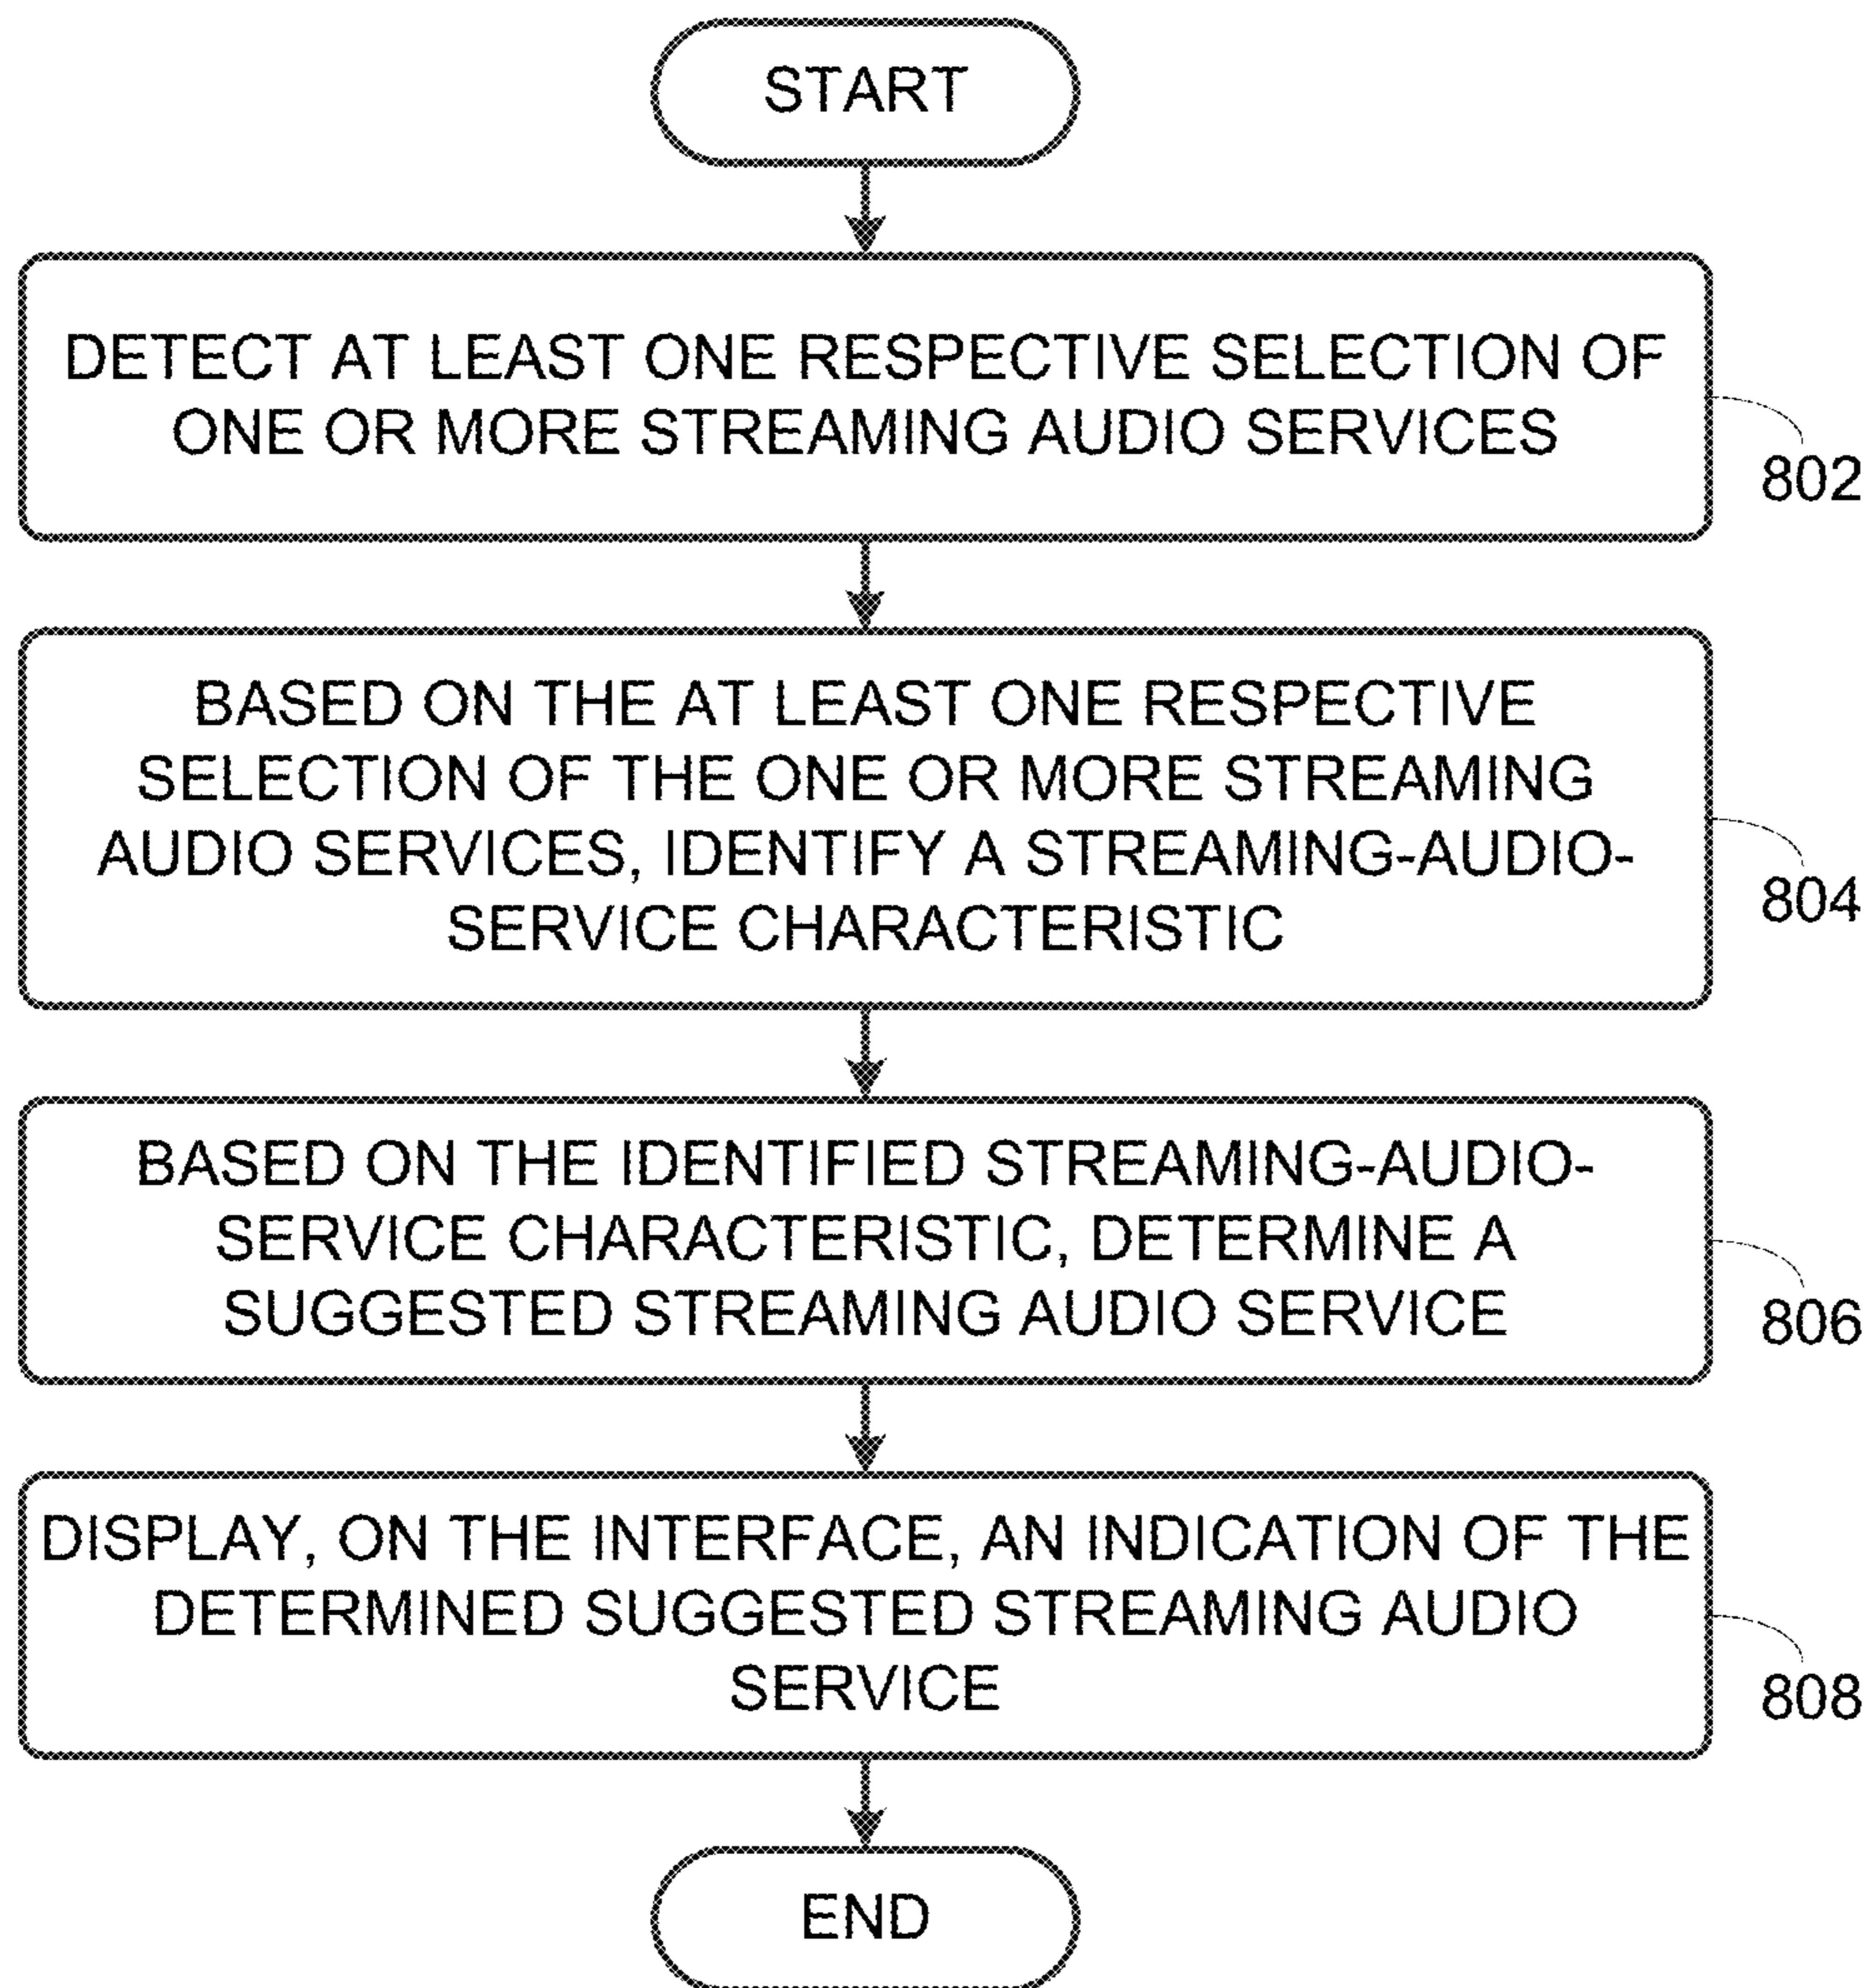 START
DETECT AT LEAST ONE RESPECTIVE SELECTION OF
ONE OR MORE STREAMING AUDIO SERVICES
802
BASED ON THE AT LEAST ONE RESPECTIVE
SELECTION OF THE ONE OR MORE STREAMING
AUDIO SERVICES, IDENTIFY A STREAMING-AUDIO-
SERVICE CHARACTERISTIC
804
BASED ON THE IDENTIFIED STREAMING-AUDIO-
SERVICE CHARACTERISTIC, DETERMINE A
SUGGESTED STREAMING AUDIO SERVICE
806
DISPLAY, ON THE INTERFACE, AN INDICATION OF THE
DETERMINED SUGGESTED STREAMING AUDIO
SERVICE
808
END